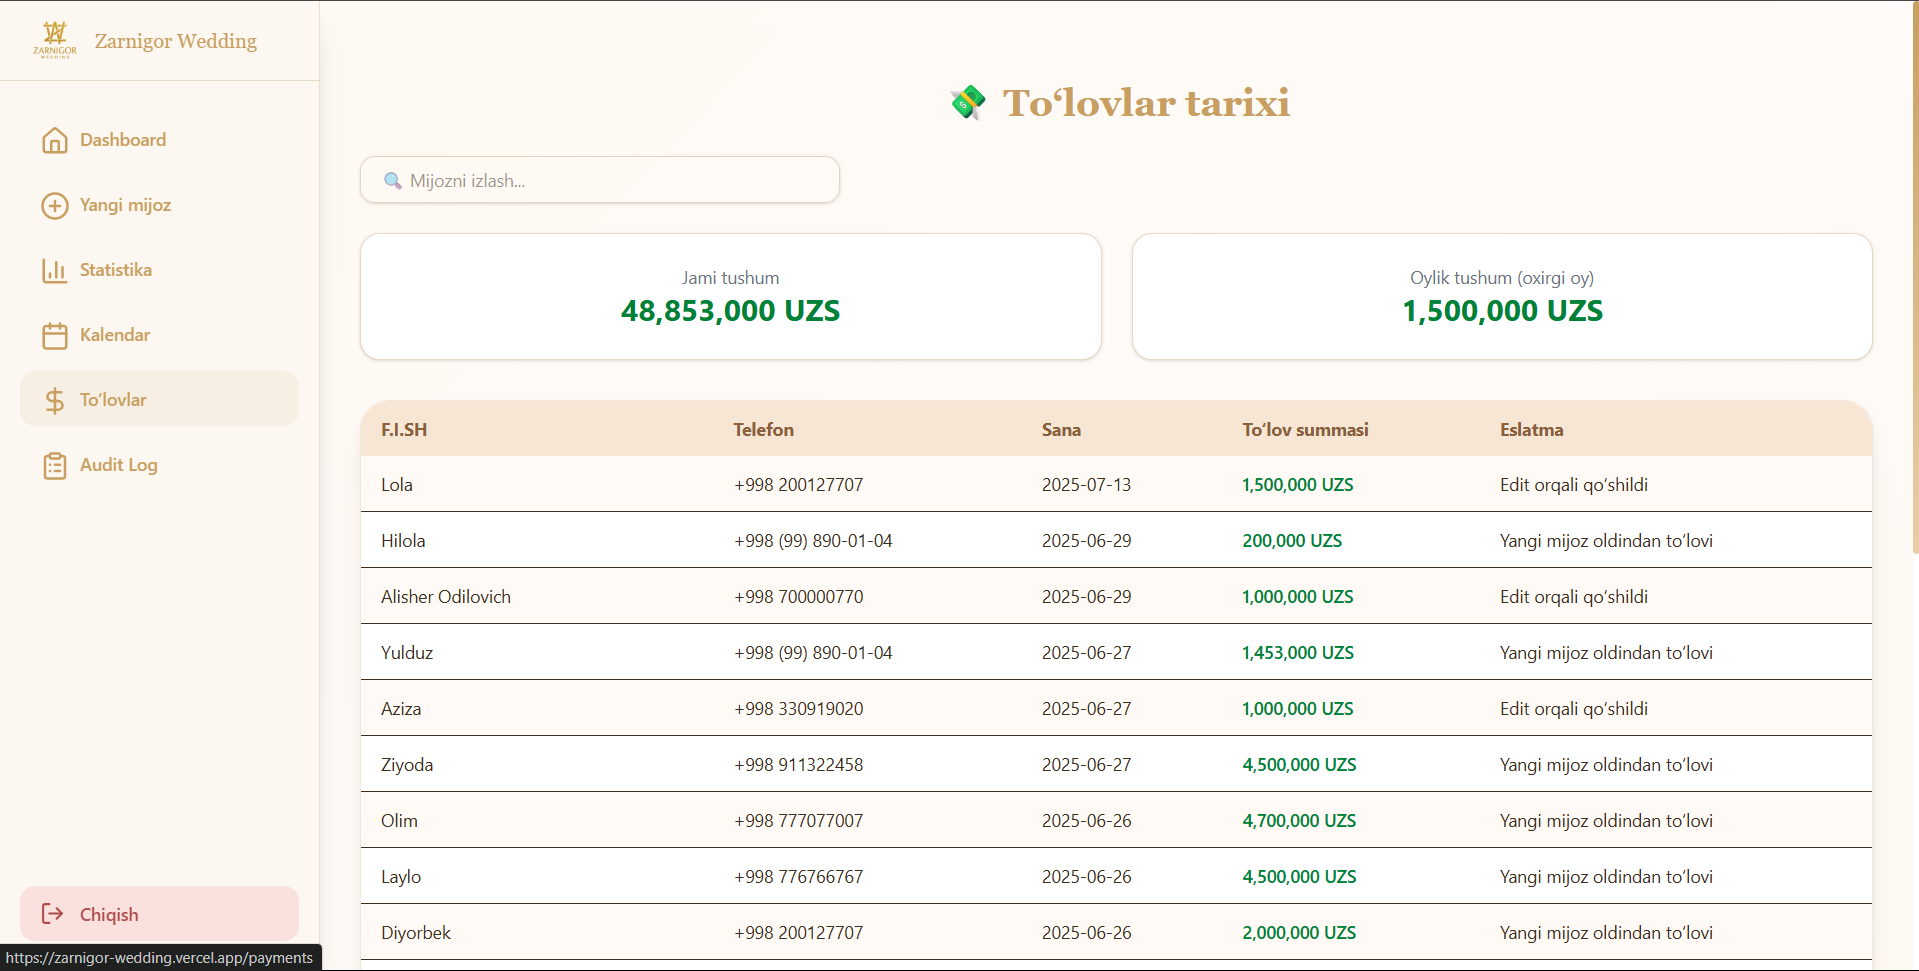 ZARNIGOR
WEDDING
Zarnigor Wedding
Dashboard
Yangi mijoz
Statistika
Kalendar
To‘lovlar
Audit Log
Chiqish
https://zarnigor-wedding.vercel.app/payments
To‘lovlar tarixi
Mijozni izlash...
Jami tushum
48,853,000 UZS
Oylik tushum (oxirgi oy)
1,500,000 UZS
F.I.SH Telefon Sana To‘lov summasi Eslatma
Lola +998 200127707 2025-07-13 1,500,000 UZS Edit orqali qo‘shildi
Hilola +998 (99) 890-01-04 2025-06-29 200,000 UZS Yangi mijoz oldindan to‘lovi
Alisher Odilovich +998 700000770 2025-06-29 1,000,000 UZS Edit orqali qo‘shildi
Yulduz +998 (99) 890-01-04 2025-06-27 1,453,000 UZS Yangi mijoz oldindan to‘lovi
Aziza +998 330919020 2025-06-27 1,000,000 UZS Edit orqali qo‘shildi
Ziyoda +998 911322458 2025-06-27 4,500,000 UZS Yangi mijoz oldindan to‘lovi
Olim +998 777077007 2025-06-26 4,700,000 UZS Yangi mijoz oldindan to‘lovi
Laylo +998 776766767 2025-06-26 4,500,000 UZS Yangi mijoz oldindan to‘lovi
Diyorbek +998 200127707 2025-06-26 2,000,000 UZS Yangi mijoz oldindan to‘lovi